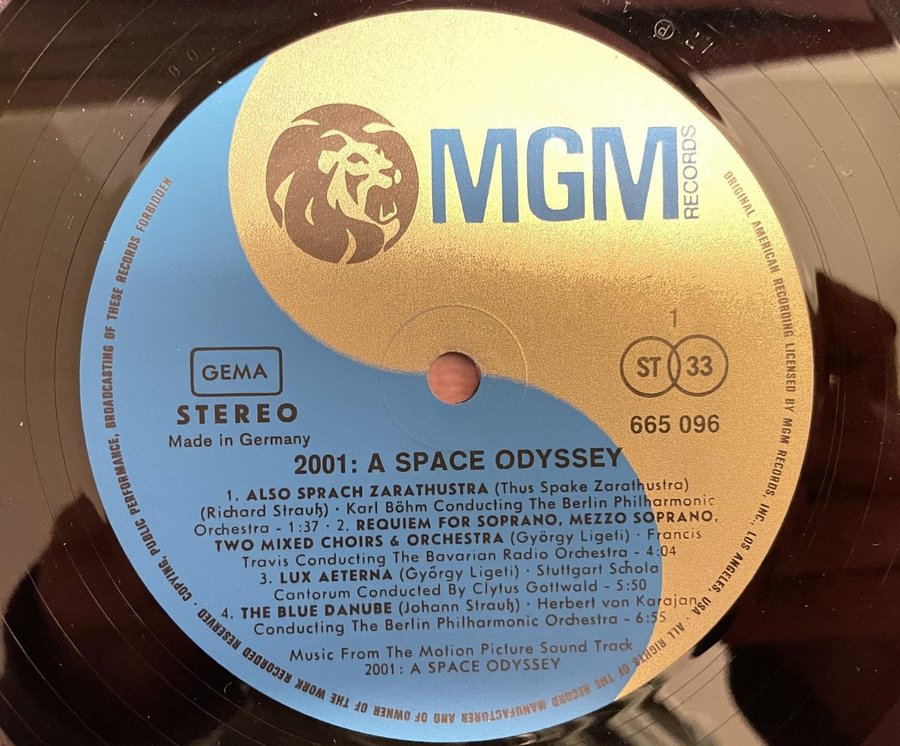 MGM
RECORDS
GEMA
STEREO
Made in Germany
1
ST 33
665 096
2001: A SPACE ODYSSEY
1. ALSO SPRACH ZARATHUSTRA (Thus Spake Zarathustra)
(Richard Strauß) · Karl Böhm Conducting The Berlin Philharmonic
Orchestra - 1:37 · 2. REQUIEM FOR SOPRANO, MEZZO SOPRANO,
TWO MIXED CHOIRS & ORCHESTRA (György Ligeti) · Francis
Travis Conducting The Bavarian Radio Orchestra - 4:04
3. LUX AETERNA (György Ligeti) · Stuttgart Schola
Cantorum Conducted By Clytus Gottwald - 5:50
4. THE BLUE DANUBE (Johann Strauß) · Herbert von Karajan
Conducting The Berlin Philharmonic Orchestra - 6:55
Music From The Motion Picture Sound Track
2001: A SPACE ODYSSEY
ORIGINAL AMERICAN RECORDING LICENSED BY MGM RECORDS, INC., LOS ANGELES, USA · ALL RIGHTS OF THE RECORD MANUFACTURER AND OF OWNER OF THE WORK RECORDED RESERVED · COPYING, PUBLIC PERFORMANCE, BROADCASTING OF THESE RECORDS FORBIDDEN